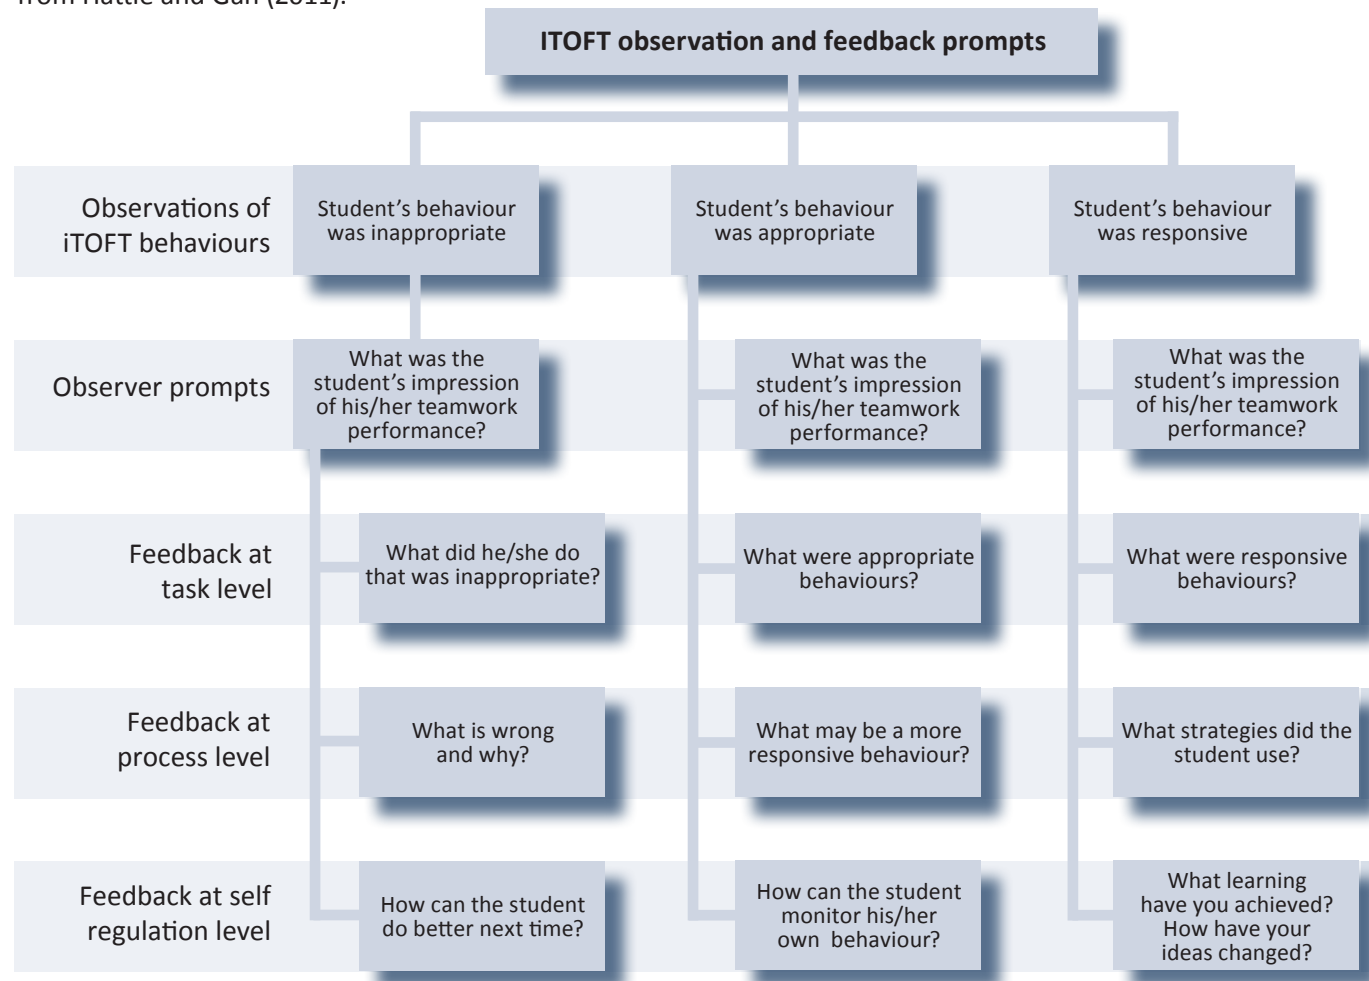 from Hattie and Gan (2011).
ITOFT observation and feedback prompts
Observations of
iTOFT behaviours
Student's behaviour
was inappropriate
Student's behaviour
was appropriate
Student's behaviour
was responsive
Observer prompts
What was the
student's impression
of his/her teamwork
performance?
What was the
student's impression
of his/her teamwork
performance?
What was the
student's impression
of his/her teamwork
performance?
Feedback at
task level
What did he/she do
that was inappropriate?
What were appropriate
behaviours?
What were responsive
behaviours?
Feedback at
process level
What is wrong
and why?
What may be a more
responsive behaviour?
What strategies did the
student use?
Feedback at self
regulation level
How can the student
do better next time?
How can the student
monitor his/her
own behaviour?
What learning
have you achieved?
How have your
ideas changed?